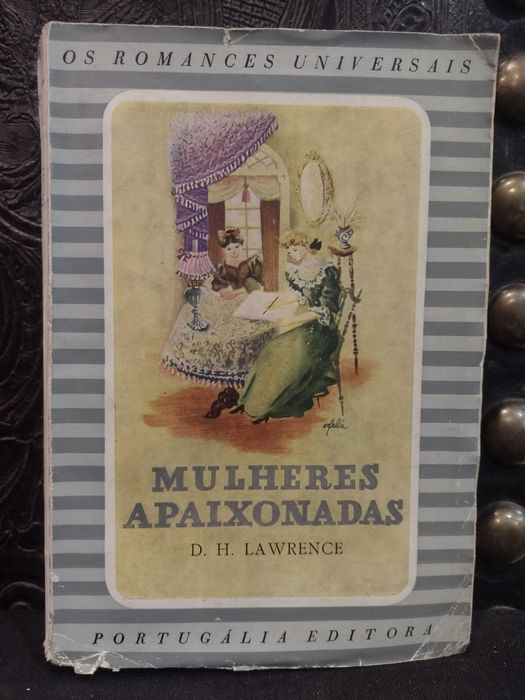 OS ROMANCES UNIVERSAIS
MULHERES
APAIXONADAS
D. H. LAWRENCE
PORTUGÁLIA EDITORA